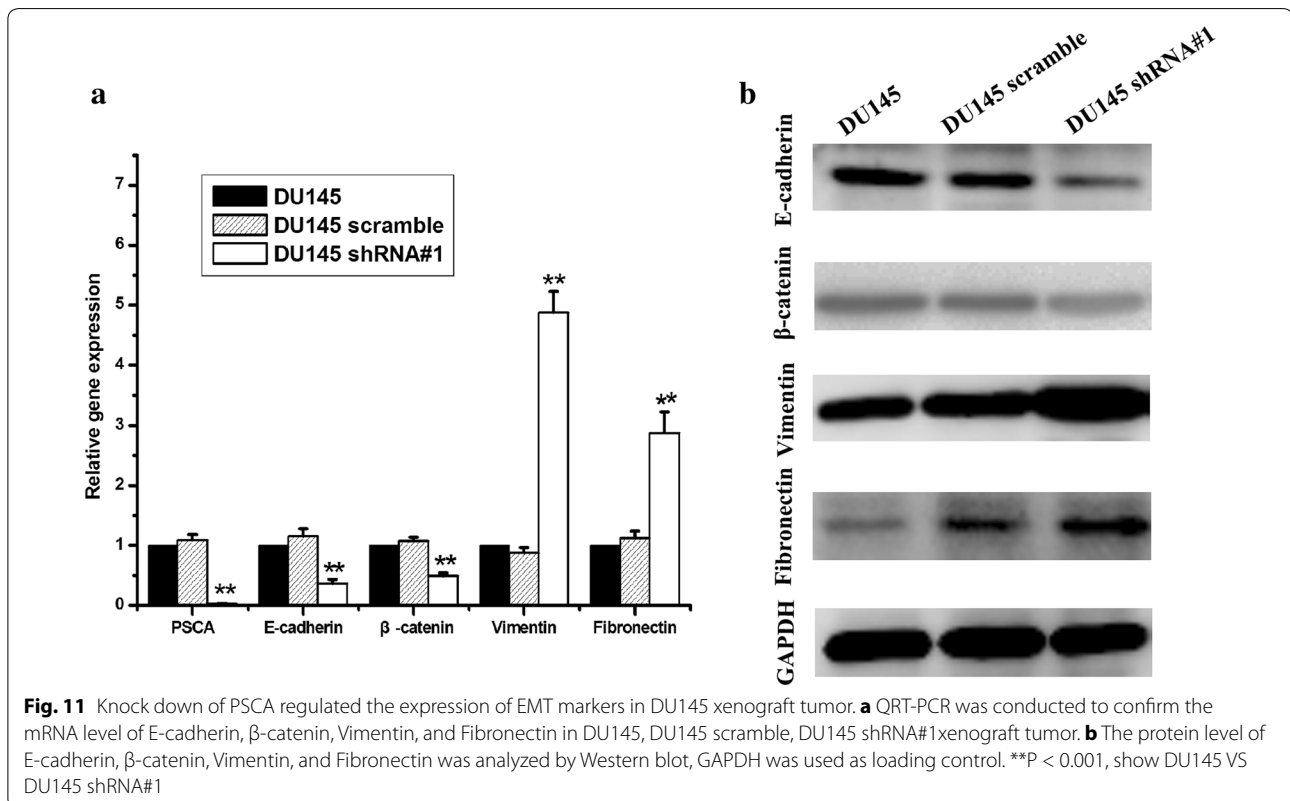 a
Relative gene expression
7
6
5
4
3
2
1
0
DU145
DU145 scramble
DU145 shRNA#1
**
**
**
**
**
PSCA E-cadherin β -catenin Vimentin Fibronectin
b
DU145 DU145 scramble DU145 shRNA#1
E-cadherin
β-catenin
Vimentin
Fibronectin
GAPDH
Fig. 11 Knock down of PSCA regulated the expression of EMT markers in DU145 xenograft tumor. a QRT-PCR was conducted to confirm the
mRNA level of E-cadherin, β-catenin, Vimentin, and Fibronectin in DU145, DU145 scramble, DU145 shRNA#1xenograft tumor. b The protein level of
E-cadherin, β-catenin, Vimentin, and Fibronectin was analyzed by Western blot, GAPDH was used as loading control. **P < 0.001, show DU145 VS
DU145 shRNA#1